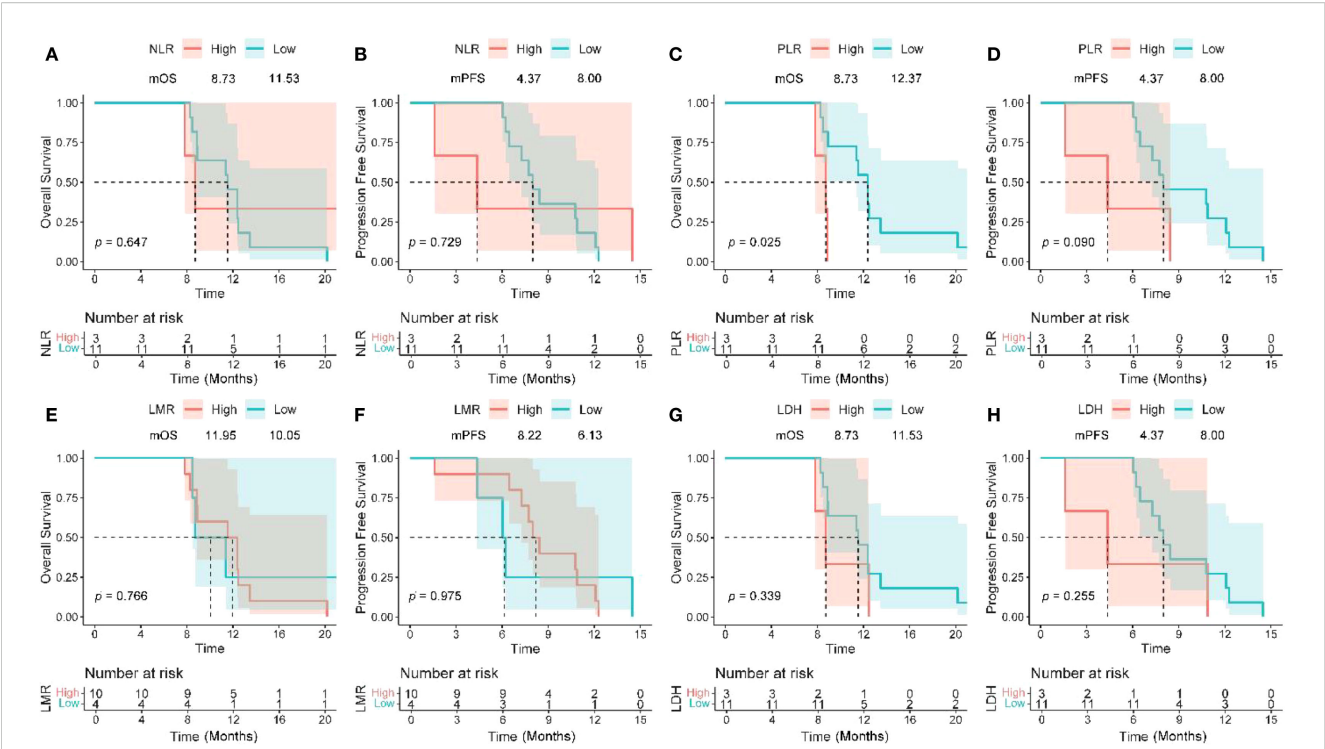 A
NLR High Low
mOS 8.73 11.53
Overall Survival
1.00
0.75
0.50
0.25
0.00
p = 0.647
0 4 8 12 16 20
Time
Number at risk
NLR
High 3 3 2 1 1 1
Low 11 11 11 5 1 1
0 4 8 12 16 20
Time (Months)
B
NLR High Low
mPFS 4.37 8.00
Progression Free Survival
1.00
0.75
0.50
0.25
0.00
p = 0.729
0 3 6 9 12 15
Time
Number at risk
NLR
High 3 2 1 1 1 0
Low 11 11 11 4 2 0
0 3 6 9 12 15
Time (Months)
C
PLR High Low
mOS 8.73 12.37
Overall Survival
1.00
0.75
0.50
0.25
0.00
p = 0.025
0 4 8 12 16 20
Time
Number at risk
PLR
High 3 3 2 0 0 0
Low 11 11 11 6 2 2
0 4 8 12 16 20
Time (Months)
D
PLR High Low
mPFS 4.37 8.00
Progression Free Survival
1.00
0.75
0.50
0.25
0.00
p = 0.090
0 3 6 9 12 15
Time
Number at risk
PLR
High 3 2 1 0 0 0
Low 11 11 11 5 3 0
0 3 6 9 12 15
Time (Months)
E
LMR High Low
mOS 11.95 10.05
Overall Survival
1.00
0.75
0.50
0.25
0.00
p = 0.766
0 4 8 12 16 20
Time
Number at risk
LMR
High 10 10 9 5 1 1
Low 4 4 4 1 1 1
0 4 8 12 16 20
Time (Months)
F
LMR High Low
mPFS 8.22 6.13
Progression Free Survival
1.00
0.75
0.50
0.25
0.00
p = 0.975
0 3 6 9 12 15
Time
Number at risk
LMR
High 10 9 9 4 2 0
Low 4 4 3 1 1 0
0 3 6 9 12 15
Time (Months)
G
LDH High Low
mOS 8.73 11.53
Overall Survival
1.00
0.75
0.50
0.25
0.00
p = 0.339
0 4 8 12 16 20
Time
Number at risk
LDH
High 3 3 2 1 0 0
Low 11 11 11 5 2 2
0 4 8 12 16 20
Time (Months)
H
LDH High Low
mPFS 4.37 8.00
Progression Free Survival
1.00
0.75
0.50
0.25
0.00
p = 0.255
0 3 6 9 12 15
Time
Number at risk
LDH
High 3 2 1 1 0 0
Low 11 11 11 4 3 0
0 3 6 9 12 15
Time (Months)